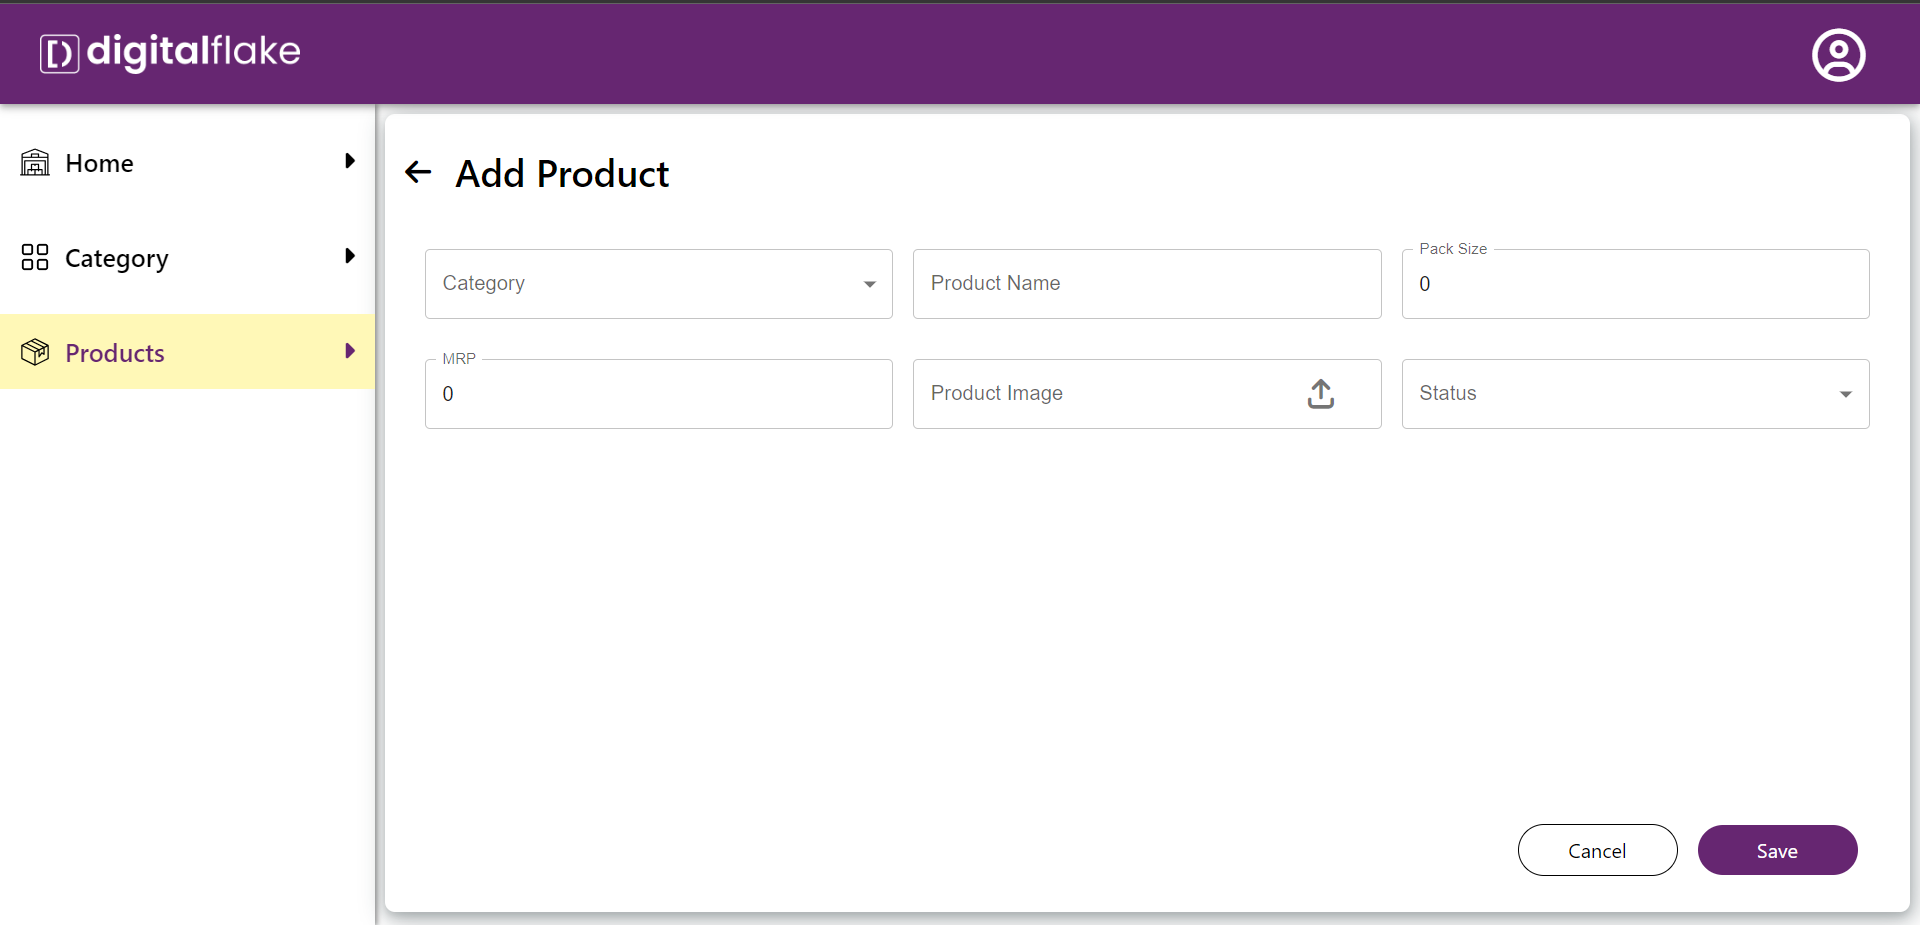 digitalflake
Home
Category
Products
Add Product
Category
Product Name
Pack Size
0
MRP
0
Product Image
Status
Cancel
Save